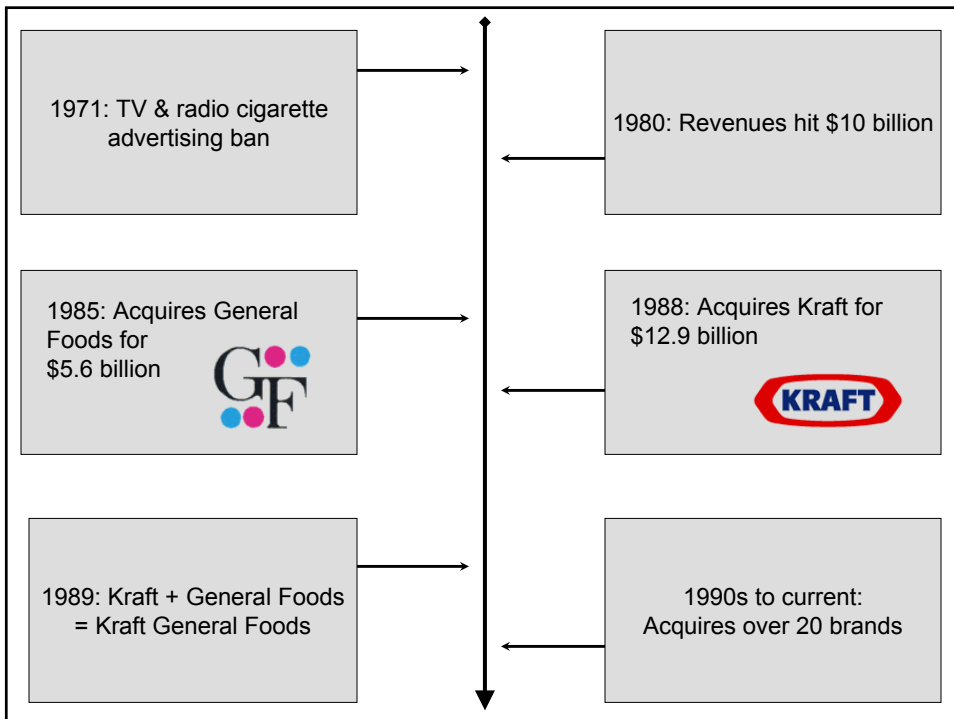 1971: TV & radio cigarette
advertising ban
1980: Revenues hit $10 billion
1985: Acquires General
Foods for
$5.6 billion
GF
1988: Acquires Kraft for
$12.9 billion
KRAFT
1989: Kraft + General Foods
= Kraft General Foods
1990s to current:
Acquires over 20 brands